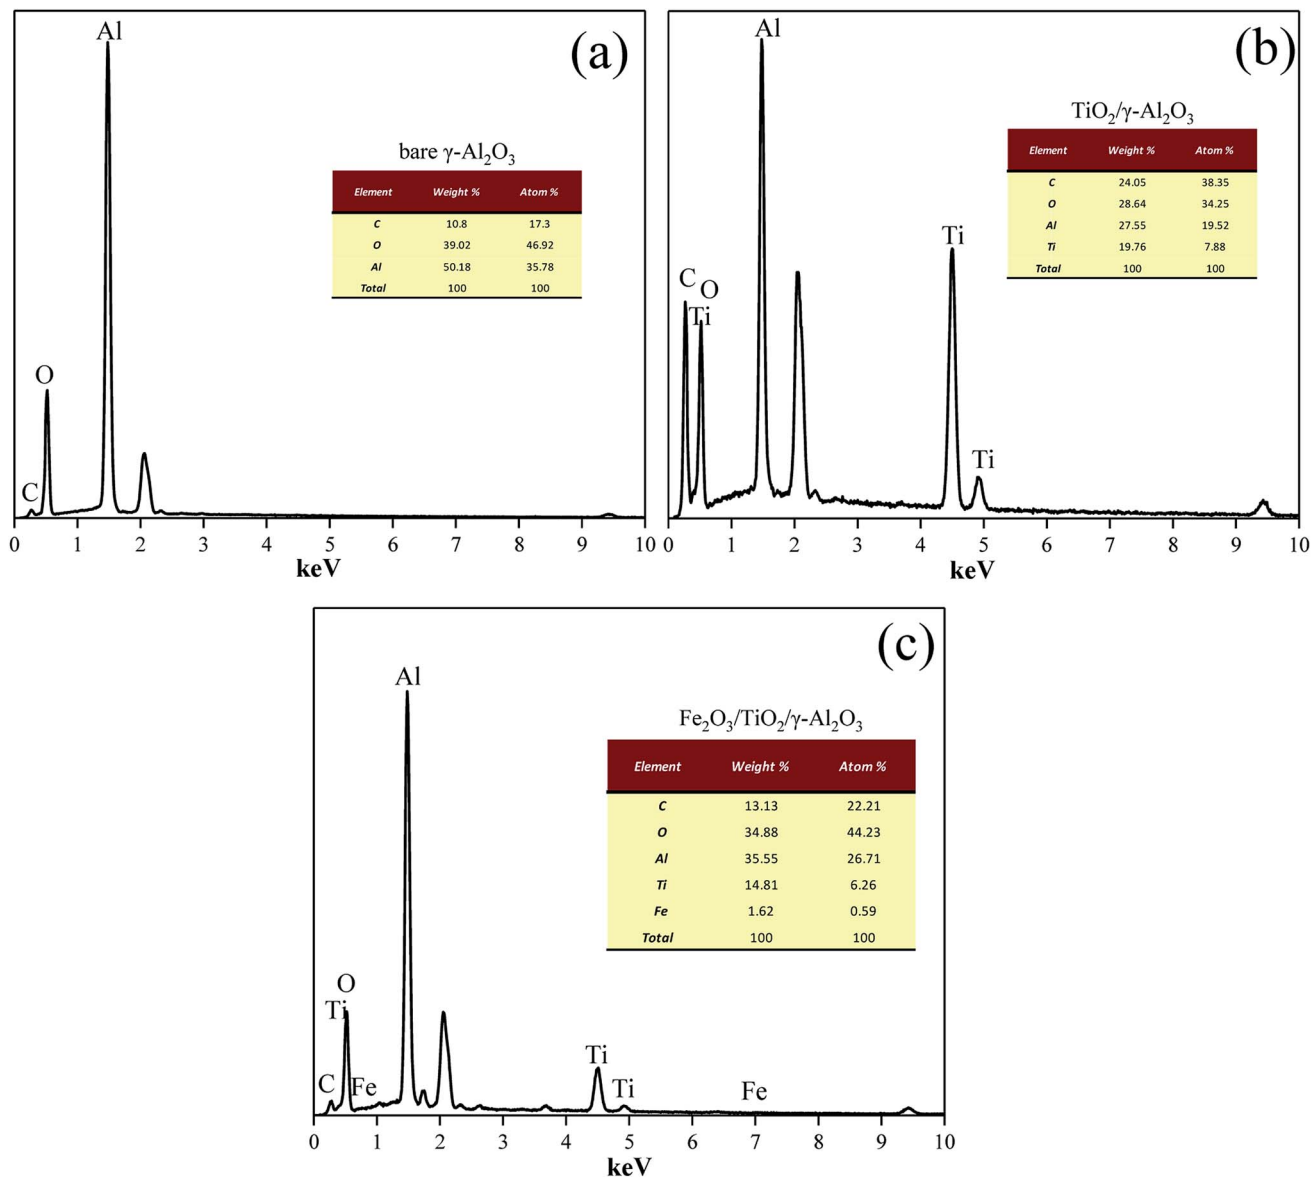 Al
(a)
bare γ-Al₂O₃
Element Weight % Atom %
C 10.8 17.3
O 39.02 46.92
Al 50.18 35.78
Total 100 100
O
C
0 1 2 3 4 5 6 7 8 9 10
keV
Al
(b)
TiO₂/γ-Al₂O₃
Element Weight % Atom %
C 24.05 38.35
O 28.64 34.25
Al 27.55 19.52
Ti 19.76 7.88
Total 100 100
Ti
C O
Ti
Ti
0 1 2 3 4 5 6 7 8 9 10
keV
(c)
Al
Fe₂O₃/TiO₂/γ-Al₂O₃
Element Weight % Atom %
C 13.13 22.21
O 34.88 44.23
Al 35.55 26.71
Ti 14.81 6.26
Fe 1.62 0.59
Total 100 100
O
Ti
Ti
C Fe Ti Fe
0 1 2 3 4 5 6 7 8 9 10
keV